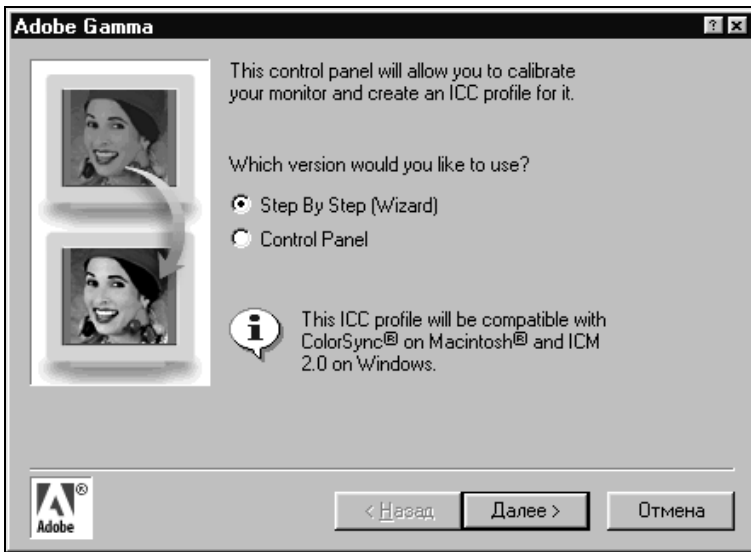 Adobe Gamma
This control panel will allow you to calibrate
your monitor and create an ICC profile for it.
Which version would you like to use?
Step By Step (Wizard)
Control Panel
This ICC profile will be compatible with
ColorSync® on Macintosh® and ICM
2.0 on Windows.
®
Adobe
< Назад
Далее >
Отмена